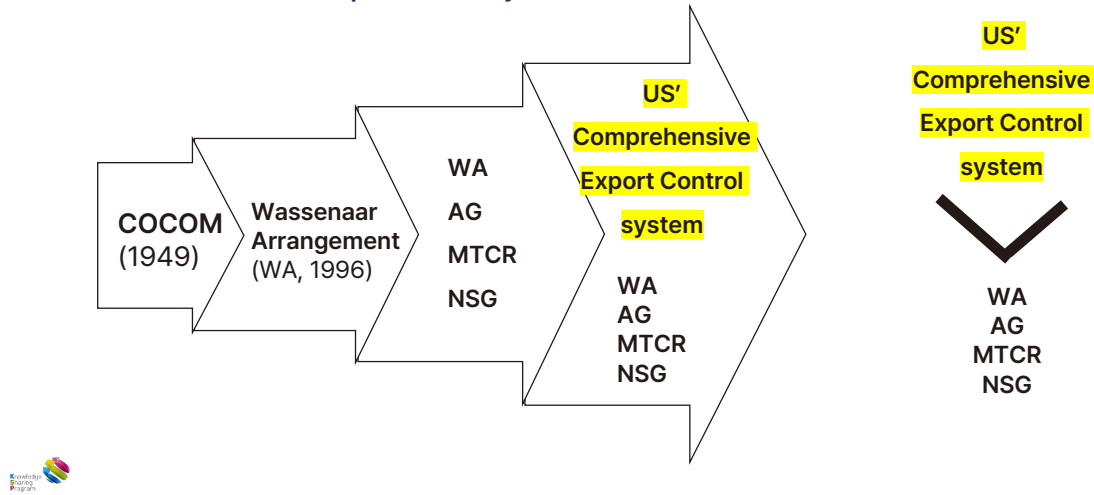 COCOM
(1949)
Wassenaar
Arrangement
(WA, 1996)
WA
AG
MTCR
NSG
US’
Comprehensive
Export Control
system
WA
AG
MTCR
NSG
US’
Comprehensive
Export Control
system
WA
AG
MTCR
NSG
Knowledge
Sharing
Program